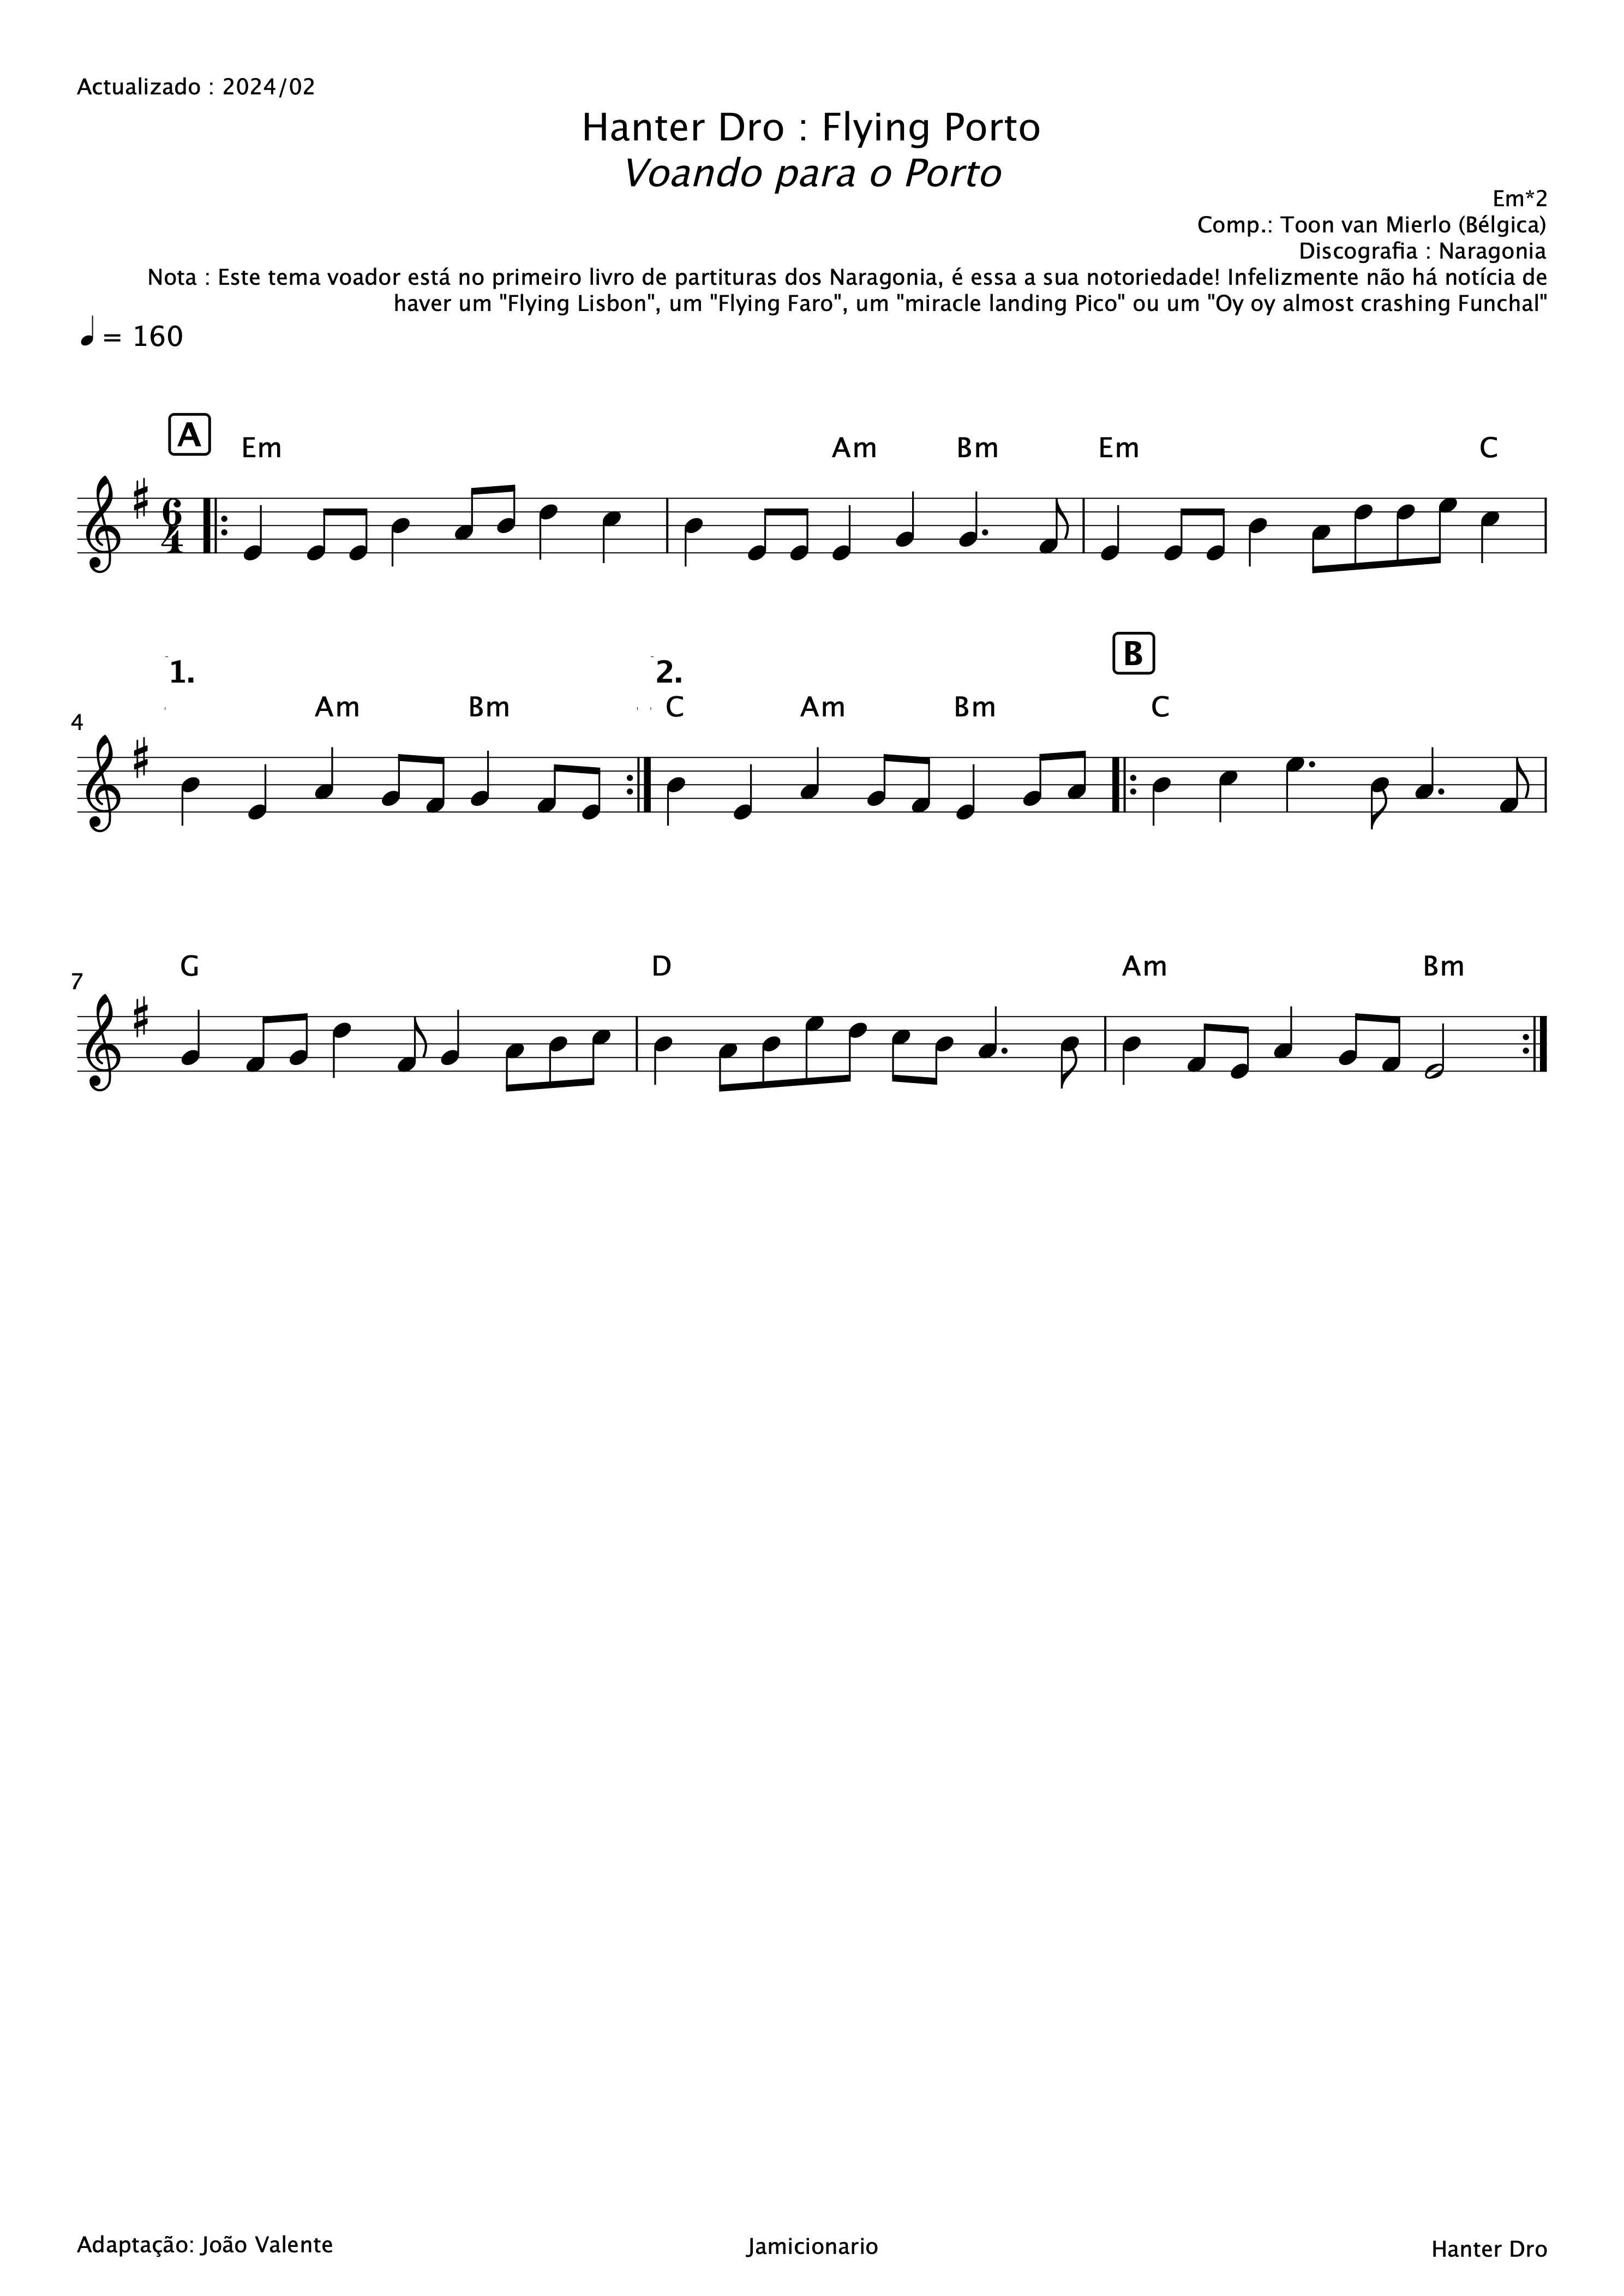 Actualizado : 2024/02
Hanter Dro : Flying Porto
Voando para o Porto
Em*2
Comp.: Toon van Mierlo (Bélgica)
Discografia : Naragonia
Nota : Este tema voador está no primeiro livro de partituras dos Naragonia, é essa a sua notoriedade! Infelizmente não há notícia de
haver um "Flying Lisbon", um "Flying Faro", um "miracle landing Pico" ou um "Oy oy almost crashing Funchal"
= 160
A
Em Am Bm Em C
6
4
1. 2. B
4 Am Bm C Am Bm C
7 G D Am Bm
Adaptação: João Valente Jamicionario Hanter Dro